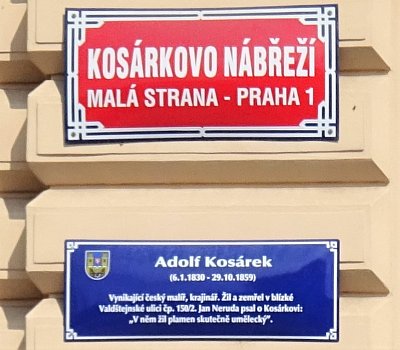 KOSÁRKOVO NÁBŘEŽÍ
MALÁ STRANA - PRAHA 1
Adolf Kosárek
(6.1.1830 - 29.10.1859)
Vynikající český malíř, krajinář. Žil a zemřel v blízké
Valdštejnské ulici čp. 150/2. Jan Neruda psal o Kosárkovi:
„V něm žil plamen skutečně umělecký".